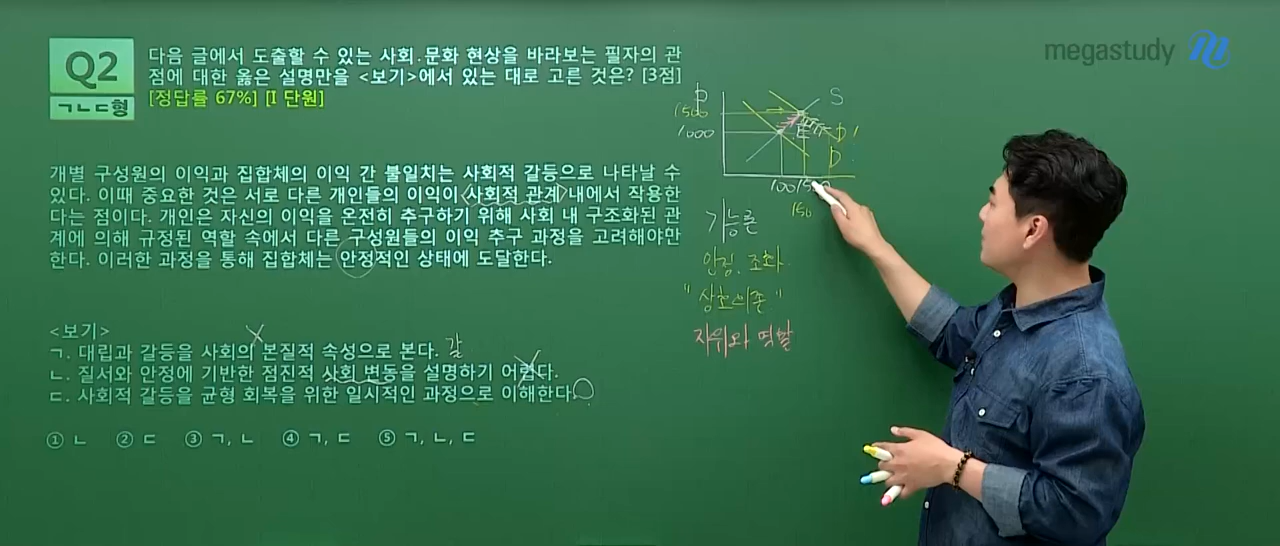 Q2
ㄱㄴㄷ형
다음 글에서 도출할 수 있는 사회·문화 현상을 바라보는 필자의 관
점에 대한 옳은 설명만을 <보기>에서 있는 대로 고른 것은? [3점]
[정답률 67%] [I 단원]
megastudy
개별 구성원의 이익과 집합체의 이익 간 불일치는 사회적 갈등으로 나타날 수
있다. 이때 중요한 것은 서로 다른 개인들의 이익이 사회적 관계 내에서 작용한
다는 점이다. 개인은 자신의 이익을 온전히 추구하기 위해 사회 내 구조화된 관
계에 의해 규정된 역할 속에서 다른 구성원들의 이익 추구 과정을 고려해야만
한다. 이러한 과정을 통해 집합체는 안정적인 상태에 도달한다.
<보기>
ㄱ. 대립과 갈등을 사회의 본질적 속성으로 본다. 갈
ㄴ. 질서와 안정에 기반한 점진적 사회 변동을 설명하기 어렵다.
ㄷ. 사회적 갈등을 균형 회복을 위한 일시적인 과정으로 이해한다.
① ㄴ ② ㄷ ③ ㄱ, ㄴ ④ ㄱ, ㄷ ⑤ ㄱ, ㄴ, ㄷ
P
S
1500
1000
E
D'
D
100
150
기능론
안정, 조화
"상호의존"
지위와 역할